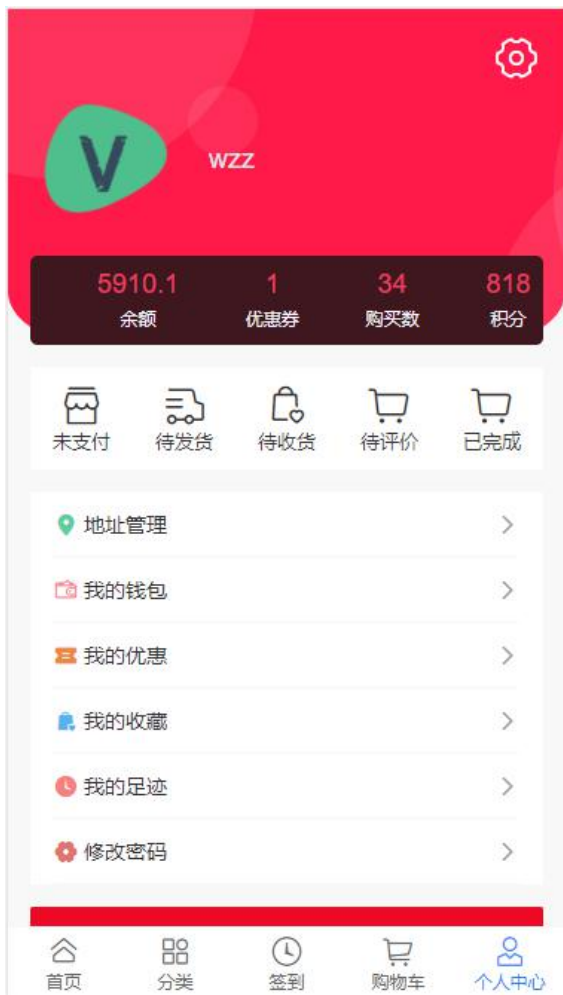 V
wzz
5910.1 1 34 818
余额 优惠券 购买数 积分
未支付 待发货 待收货 待评价 已完成
地址管理
我的钱包
我的优惠
我的收藏
我的足迹
修改密码
首页 分类 签到 购物车 个人中心